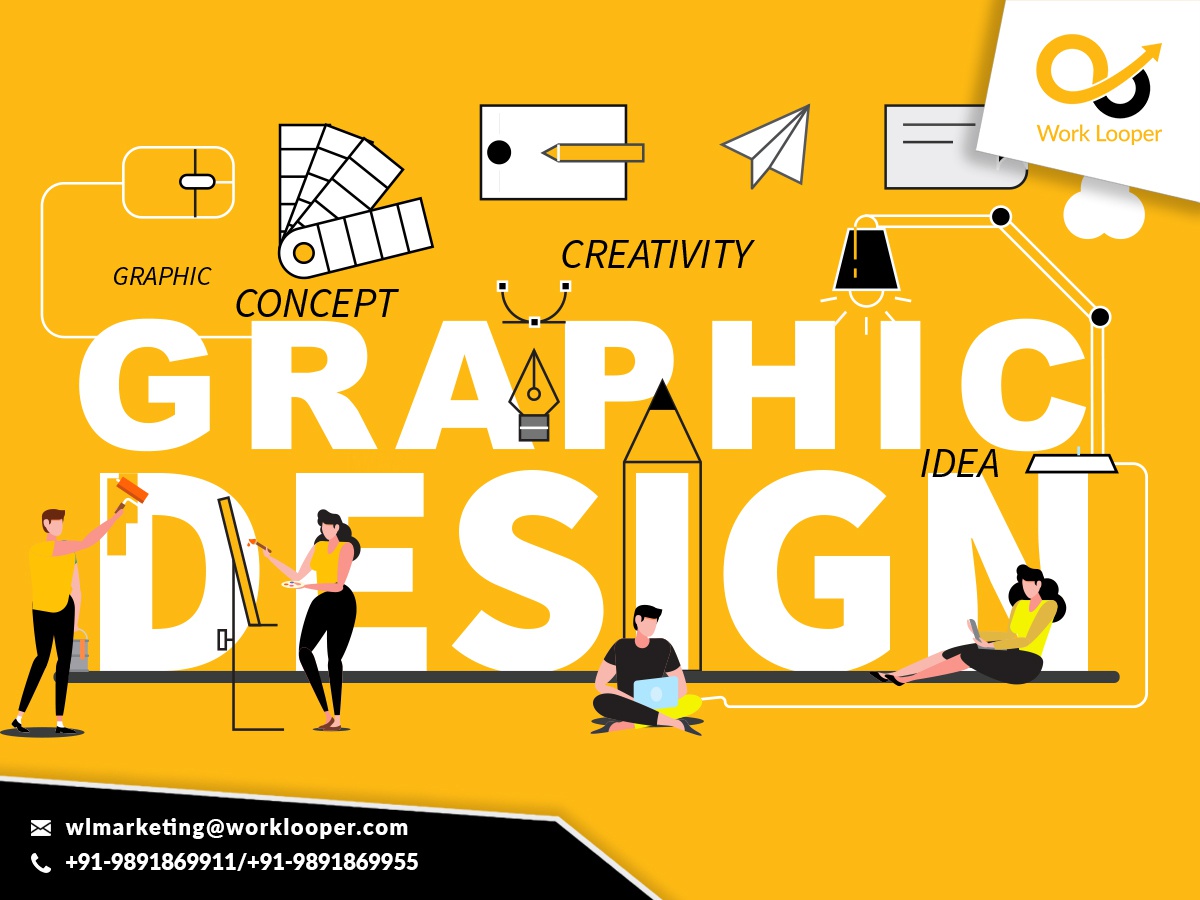 Work Looper
CREATIVITY
GRAPHIC
CONCEPT
GRAPHIC
IDEA
DESIGN
wlmarketing@worklooper.com
+91-9891869911/+91-9891869955